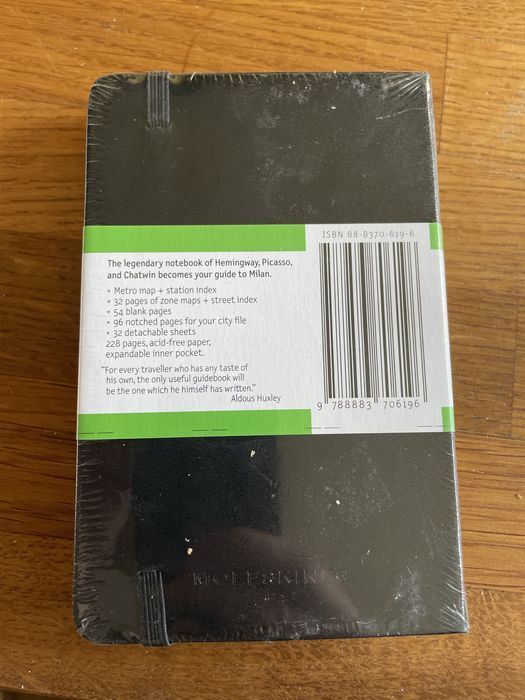 ISBN 88-8370-619-6
The legendary notebook of Hemingway, Picasso,
and Chatwin becomes your guide to Milan.
• Metro map + station index
• 32 pages of zone maps + street index
• 54 blank pages
• 96 notched pages for your city file
• 32 detachable sheets
228 pages, acid-free paper,
expandable inner pocket.
"For every traveller who has any taste of
his own, the only useful guidebook will
be the one which he himself has written."
Aldous Huxley
9 788883 706196
MOLESKINE